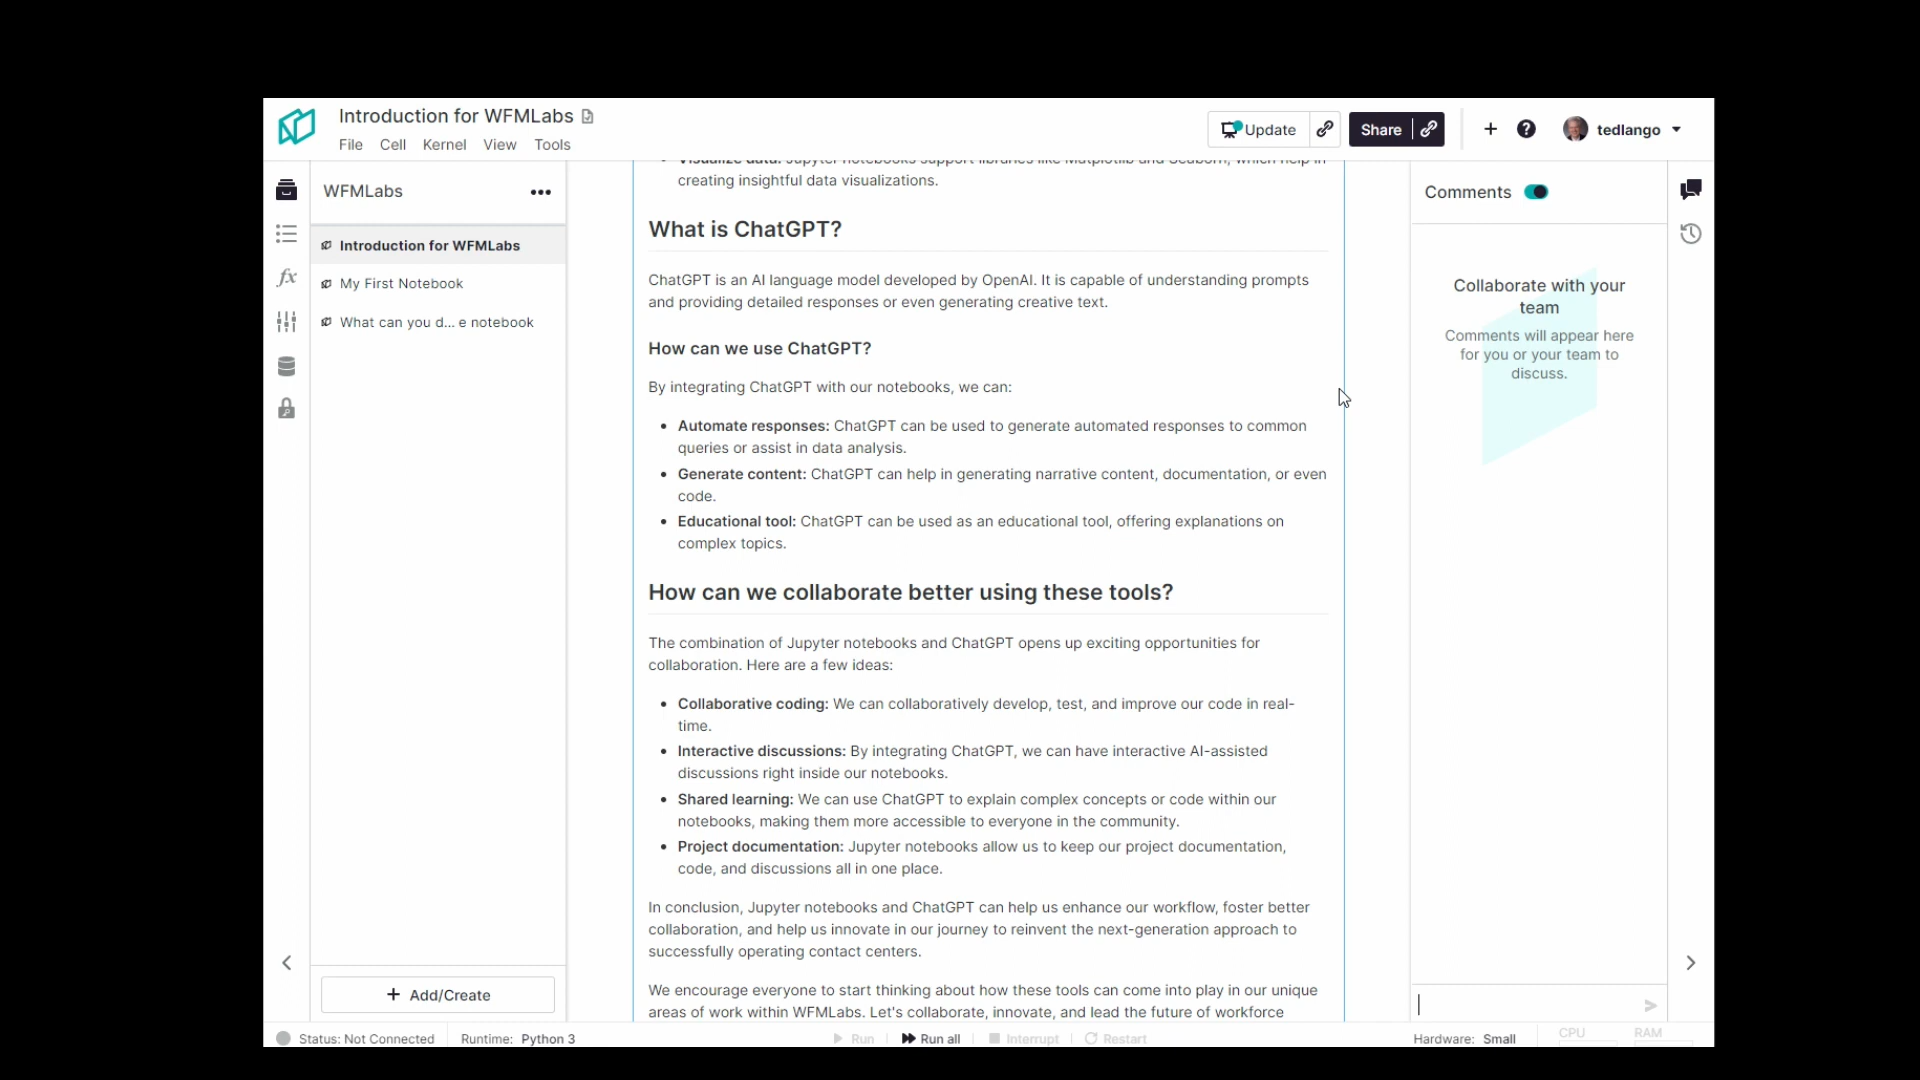 Introduction for WFMLabs
File Cell Kernel View Tools
Update
Share
tedlango
WFMLabs
Introduction for WFMLabs
My First Notebook
What can you d... e notebook
Add/Create
Visualize data: Jupyter notebooks support libraries like Matplotlib and Seaborn, which help in
creating insightful data visualizations.
What is ChatGPT?
ChatGPT is an AI language model developed by OpenAI. It is capable of understanding prompts
and providing detailed responses or even generating creative text.
How can we use ChatGPT?
By integrating ChatGPT with our notebooks, we can:
Automate responses: ChatGPT can be used to generate automated responses to common
queries or assist in data analysis.
Generate content: ChatGPT can help in generating narrative content, documentation, or even
code.
Educational tool: ChatGPT can be used as an educational tool, offering explanations on
complex topics.
How can we collaborate better using these tools?
The combination of Jupyter notebooks and ChatGPT opens up exciting opportunities for
collaboration. Here are a few ideas:
Collaborative coding: We can collaboratively develop, test, and improve our code in real-
time.
Interactive discussions: By integrating ChatGPT, we can have interactive AI-assisted
discussions right inside our notebooks.
Shared learning: We can use ChatGPT to explain complex concepts or code within our
notebooks, making them more accessible to everyone in the community.
Project documentation: Jupyter notebooks allow us to keep our project documentation,
code, and discussions all in one place.
In conclusion, Jupyter notebooks and ChatGPT can help us enhance our workflow, foster better
collaboration, and help us innovate in our journey to reinvent the next-generation approach to
successfully operating contact centers.
We encourage everyone to start thinking about how these tools can come into play in our unique
areas of work within WFMLabs. Let's collaborate, innovate, and lead the future of workforce
Comments
Collaborate with your
team
Comments will appear here
for you or your team to
discuss.
Status: Not Connected Runtime: Python 3 Run Run all Interrupt Restart Hardware: Small CPU RAM